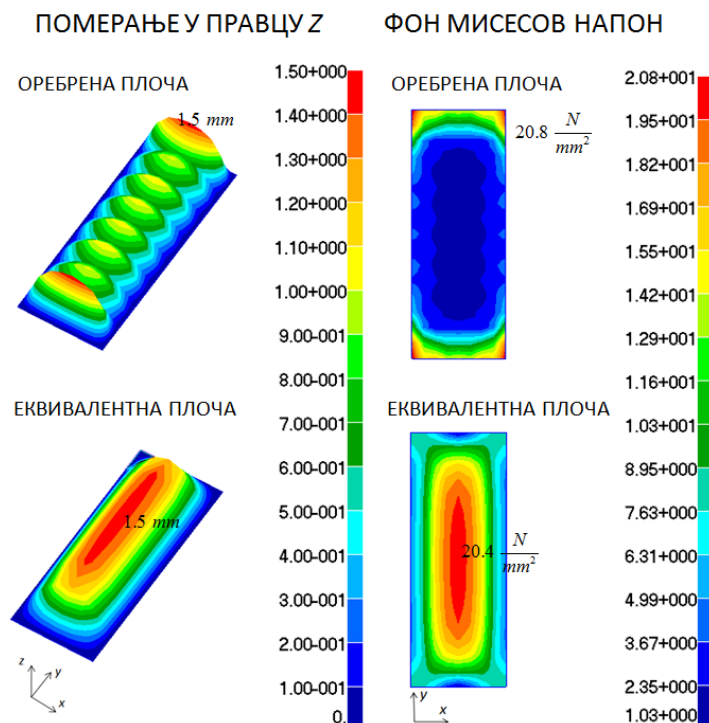 ПОМЕРАЊЕ У ПРАВЦУ Z
ФОН МИСЕСОВ НАПОН
ОРЕБРЕНА ПЛОЧА
1.5 mm
1.50+000
1.40+000
1.30+000
1.20+000
1.10+000
1.00+000
9.00-001
8.00-001
7.00-001
6.00-001
5.00-001
4.00-001
3.00-001
2.00-001
1.00-001
0.
ЕКВИВАЛЕНТНА ПЛОЧА
1.5 mm
z
y
x
ОРЕБРЕНА ПЛОЧА
20.8 N/mm²
2.08+001
1.95+001
1.82+001
1.69+001
1.55+001
1.42+001
1.29+001
1.16+001
1.03+001
8.95+000
7.63+000
6.31+000
4.99+000
3.67+000
2.35+000
1.03+000
ЕКВИВАЛЕНТНА ПЛОЧА
20.4 N/mm²
y
x